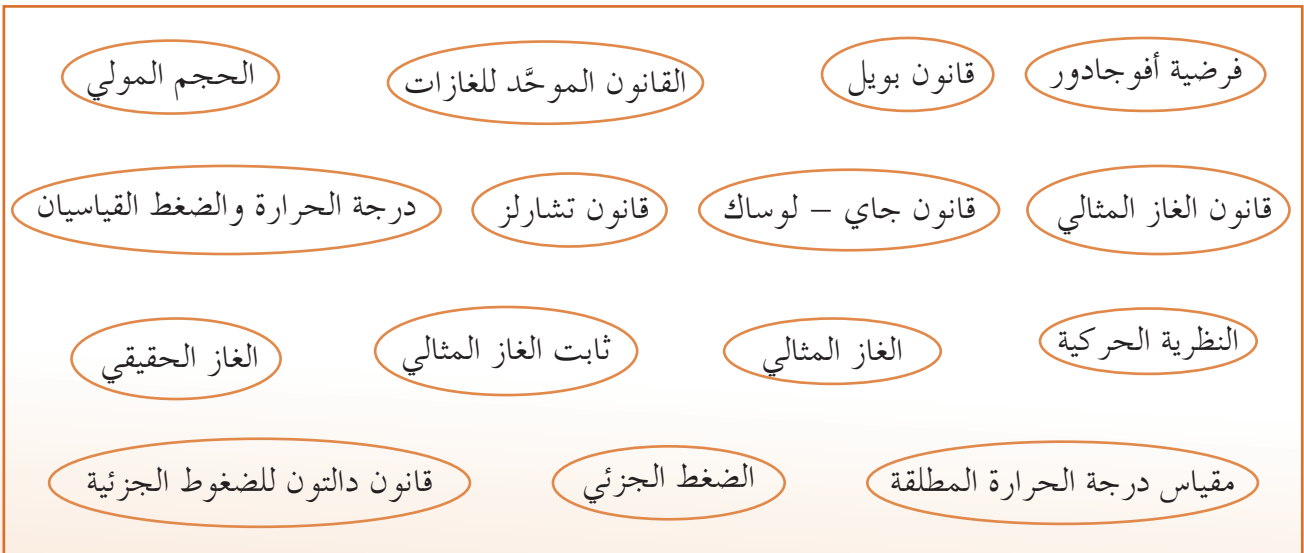 فرضية أفوجادور قانون بويل القانون الموحَّد للغازات الحجم المولي
قانون الغاز المثالي قانون جاي – لوساك قانون تشارلز درجة الحرارة والضغط القياسيان
النظرية الحركية الغاز المثالي ثابت الغاز المثالي الغاز الحقيقي
مقياس درجة الحرارة المطلقة الضغط الجزئي قانون دالتون للضغوط الجزئية